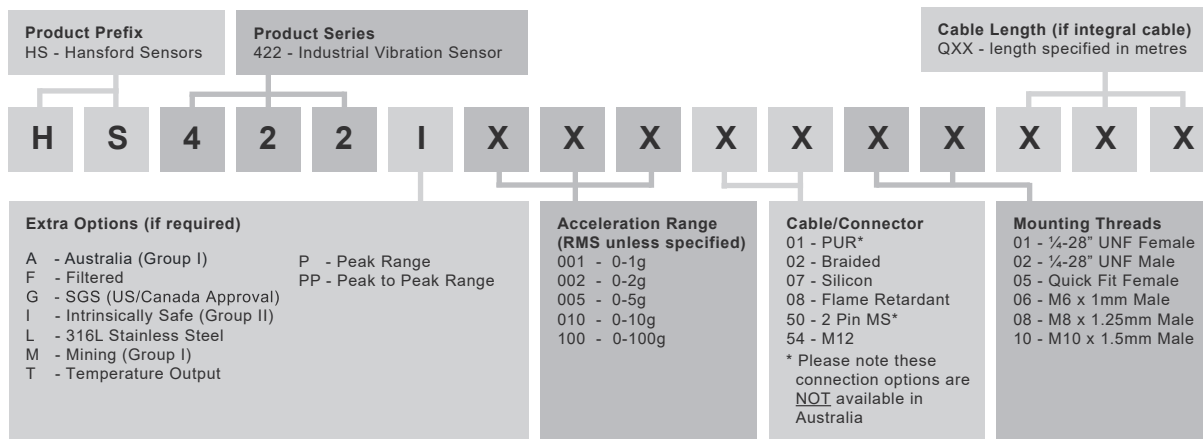 Product Prefix
HS - Hansford Sensors
Product Series
422 - Industrial Vibration Sensor
Cable Length (if integral cable)
QXX - length specified in metres
H S 4 2 2 I X X X X X X X X X X
Extra Options (if required)
A - Australia (Group I)
F - Filtered
G - SGS (US/Canada Approval)
I - Intrinsically Safe (Group II)
L - 316L Stainless Steel
M - Mining (Group I)
T - Temperature Output
P - Peak Range
PP - Peak to Peak Range
Acceleration Range
(RMS unless specified)
001 - 0-1g
002 - 0-2g
005 - 0-5g
010 - 0-10g
100 - 0-100g
Cable/Connector
01 - PUR*
02 - Braided
07 - Silicon
08 - Flame Retardant
50 - 2 Pin MS*
54 - M12
* Please note these
connection options are
NOT available in
Australia
Mounting Threads
01 - ¼-28” UNF Female
02 - ¼-28” UNF Male
05 - Quick Fit Female
06 - M6 x 1mm Male
08 - M8 x 1.25mm Male
10 - M10 x 1.5mm Male